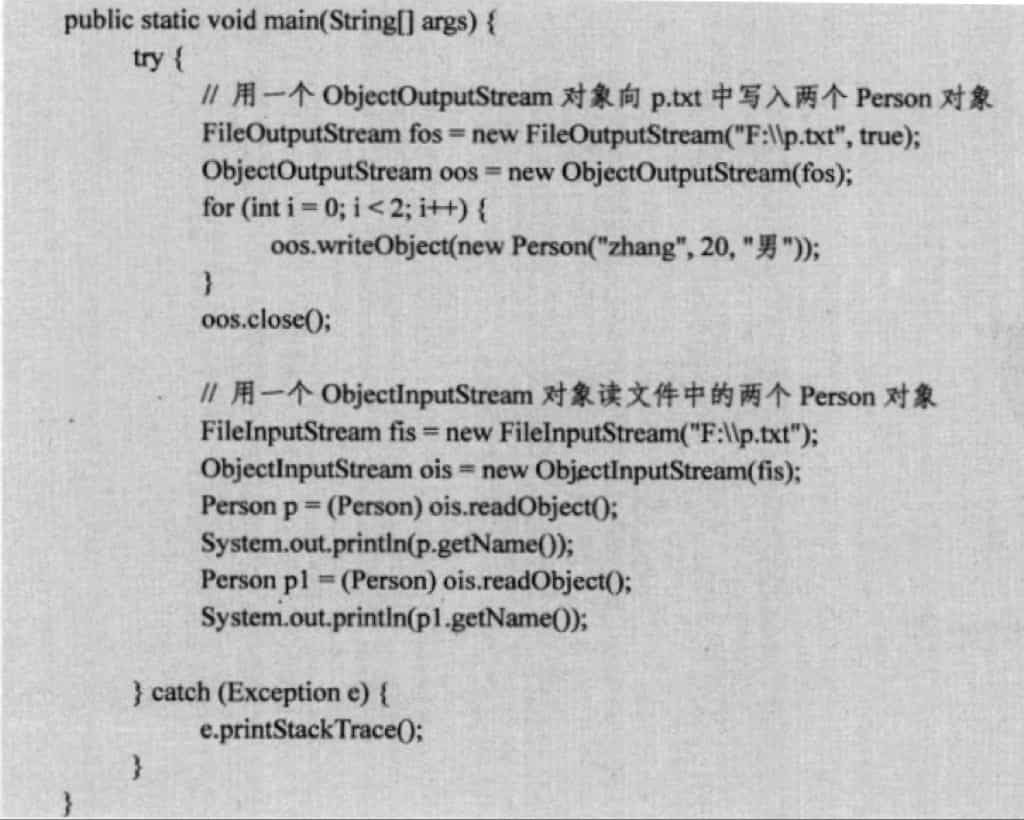 public static void main(String[] args) {
try {
// 用一个 ObjectOutputStream 对象向 p.txt 中写入两个 Person 对象
FileOutputStream fos = new FileOutputStream("F:\\p.txt", true);
ObjectOutputStream oos = new ObjectOutputStream(fos);
for (int i = 0; i < 2; i++) {
oos.writeObject(new Person("zhang", 20, "男"));
}
oos.close();
// 用一个 ObjectInputStream 对象读文件中的两个 Person 对象
FileInputStream fis = new FileInputStream("F:\\p.txt");
ObjectInputStream ois = new ObjectInputStream(fis);
Person p = (Person) ois.readObject();
System.out.println(p.getName());
Person p1 = (Person) ois.readObject();
System.out.println(p1.getName());
} catch (Exception e) {
e.printStackTrace();
}
}